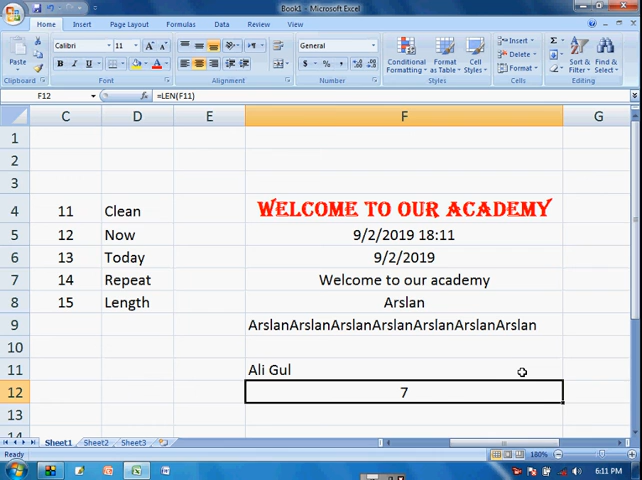 Book1 - Microsoft Excel
Home Insert Page Layout Formulas Data Review View
Paste
Clipboard
Calibri 11
B I U
Font
Alignment
General
$ % ,
Number
Conditional Formatting
Format as Table
Cell Styles
Styles
Insert
Delete
Format
Cells
Σ
Sort & Filter
Find & Select
Editing
F12 fx =LEN(F11)
C D E F G
1
2
3
4 11 Clean WELCOME TO OUR ACADEMY
5 12 Now 9/2/2019 18:11
6 13 Today 9/2/2019
7 14 Repeat Welcome to our academy
8 15 Length Arslan
9 ArslanArslanArslanArslanArslanArslanArslan
10
11 Ali Gul
12 7
13
14
Sheet1 Sheet2 Sheet3
Ready 180%
6:11 PM